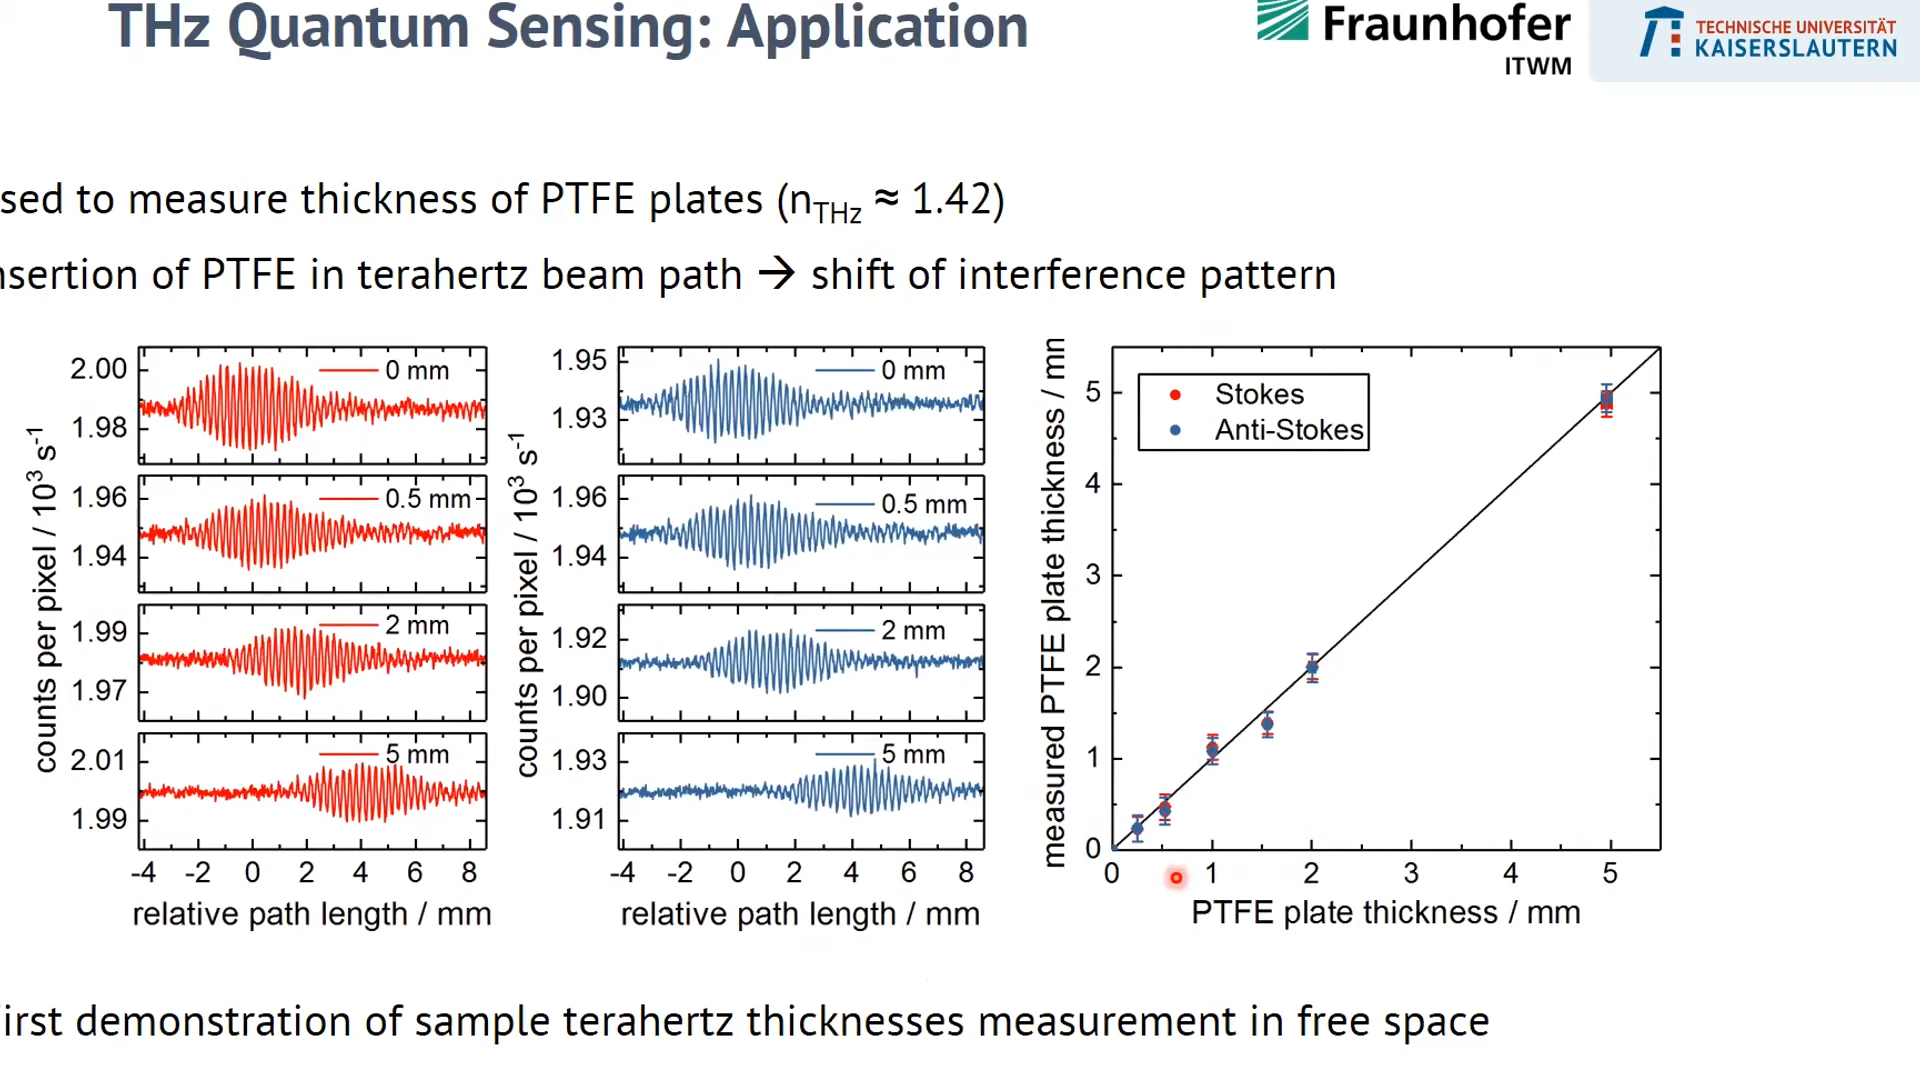 THz Quantum Sensing: Application
Fraunhofer
ITWM
TECHNISCHE UNIVERSITÄT
KAISERSLAUTERN
sed to measure thickness of PTFE plates (nTHz ≈ 1.42)
nsertion of PTFE in terahertz beam path → shift of interference pattern
counts per pixel / 10³ s⁻¹
2.00
1.98
0 mm
1.96
1.94
0.5 mm
1.99
1.97
2 mm
2.01
1.99
5 mm
-4 -2 0 2 4 6 8
relative path length / mm
counts per pixel / 10³ s⁻¹
1.95
1.93
0 mm
1.96
1.94
0.5 mm
1.92
1.90
2 mm
1.93
1.91
5 mm
-4 -2 0 2 4 6 8
relative path length / mm
measured PTFE plate thickness / mm
5
4
3
2
1
0
Stokes
Anti-Stokes
0 1 2 3 4 5
PTFE plate thickness / mm
irst demonstration of sample terahertz thicknesses measurement in free space